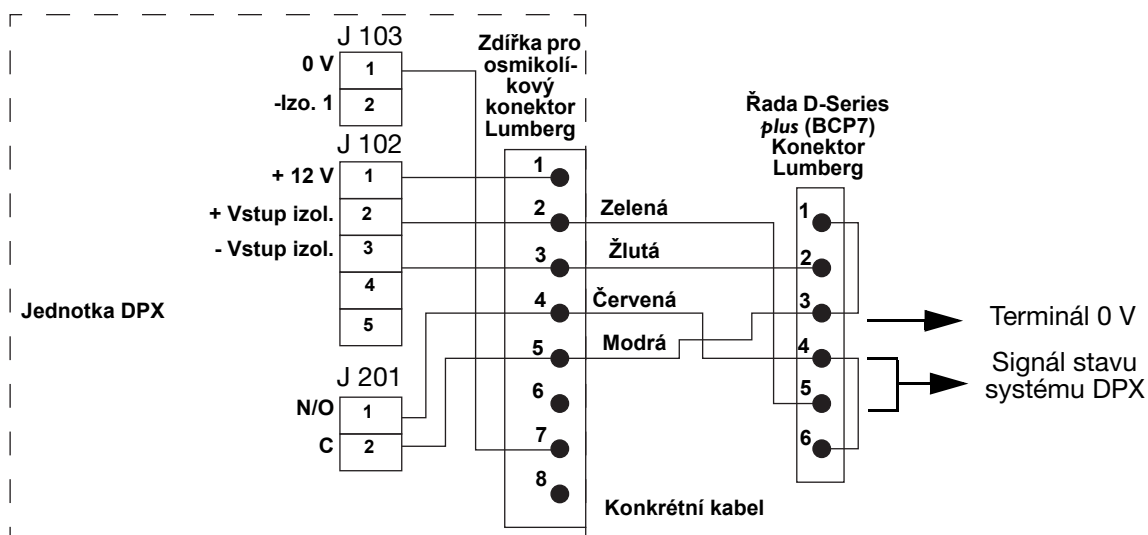 J 103
0 V
1
-Izo. 1
2
J 102
+ 12 V
1
+ Vstup izol.
2
- Vstup izol.
3
4
5
Jednotka DPX
J 201
N/O
1
C
2
Zdířka pro
osmikolí-
kový
konektor
Lumberg
1
2
3
4
5
6
7
8
Zelená
Žlutá
Červená
Modrá
Konkrétní kabel
Řada D-Series
plus (BCP7)
Konektor
Lumberg
1
2
3
4
5
6
Terminál 0 V
Signál stavu
systému DPX